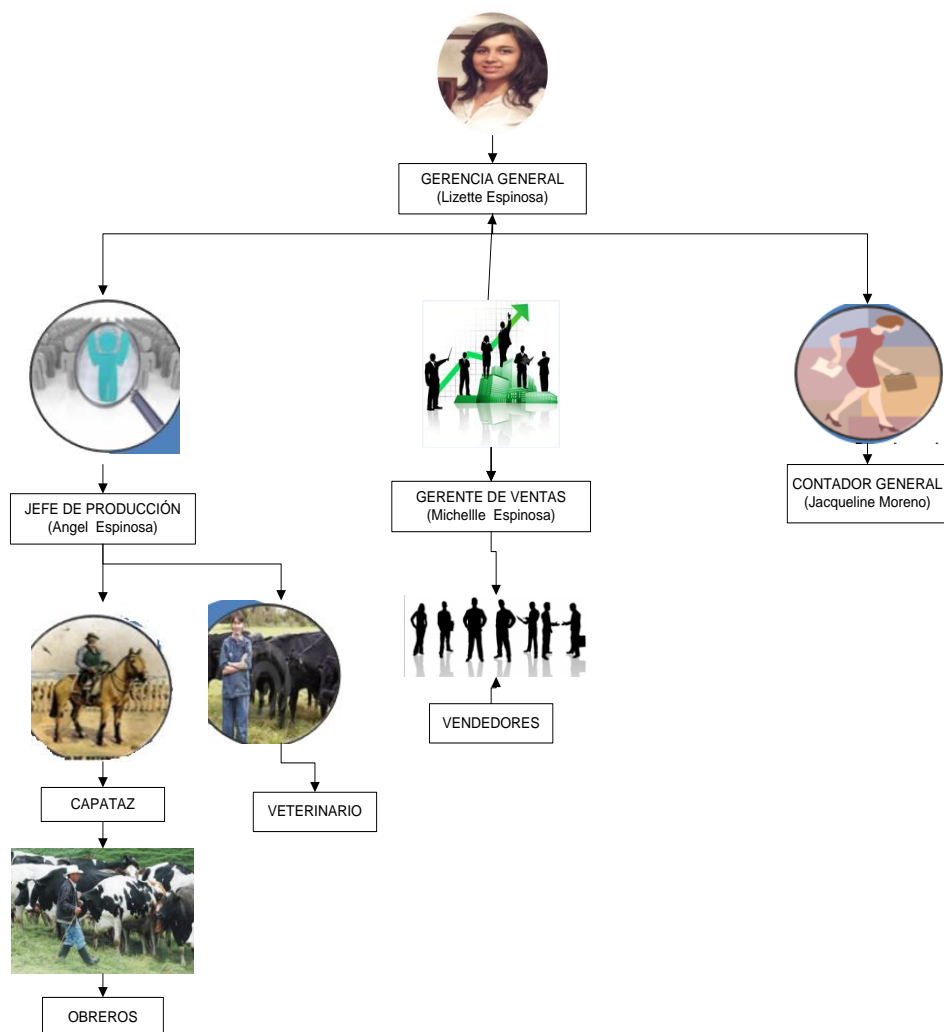 GERENCIA GENERAL
(Lizette Espinosa)
JEFE DE PRODUCCIÓN
(Angel  Espinosa)
GERENTE DE VENTAS
(Michellle  Espinosa)
CONTADOR GENERAL
(Jacqueline Moreno)
CAPATAZ
VETERINARIO
VENDEDORES
OBREROS